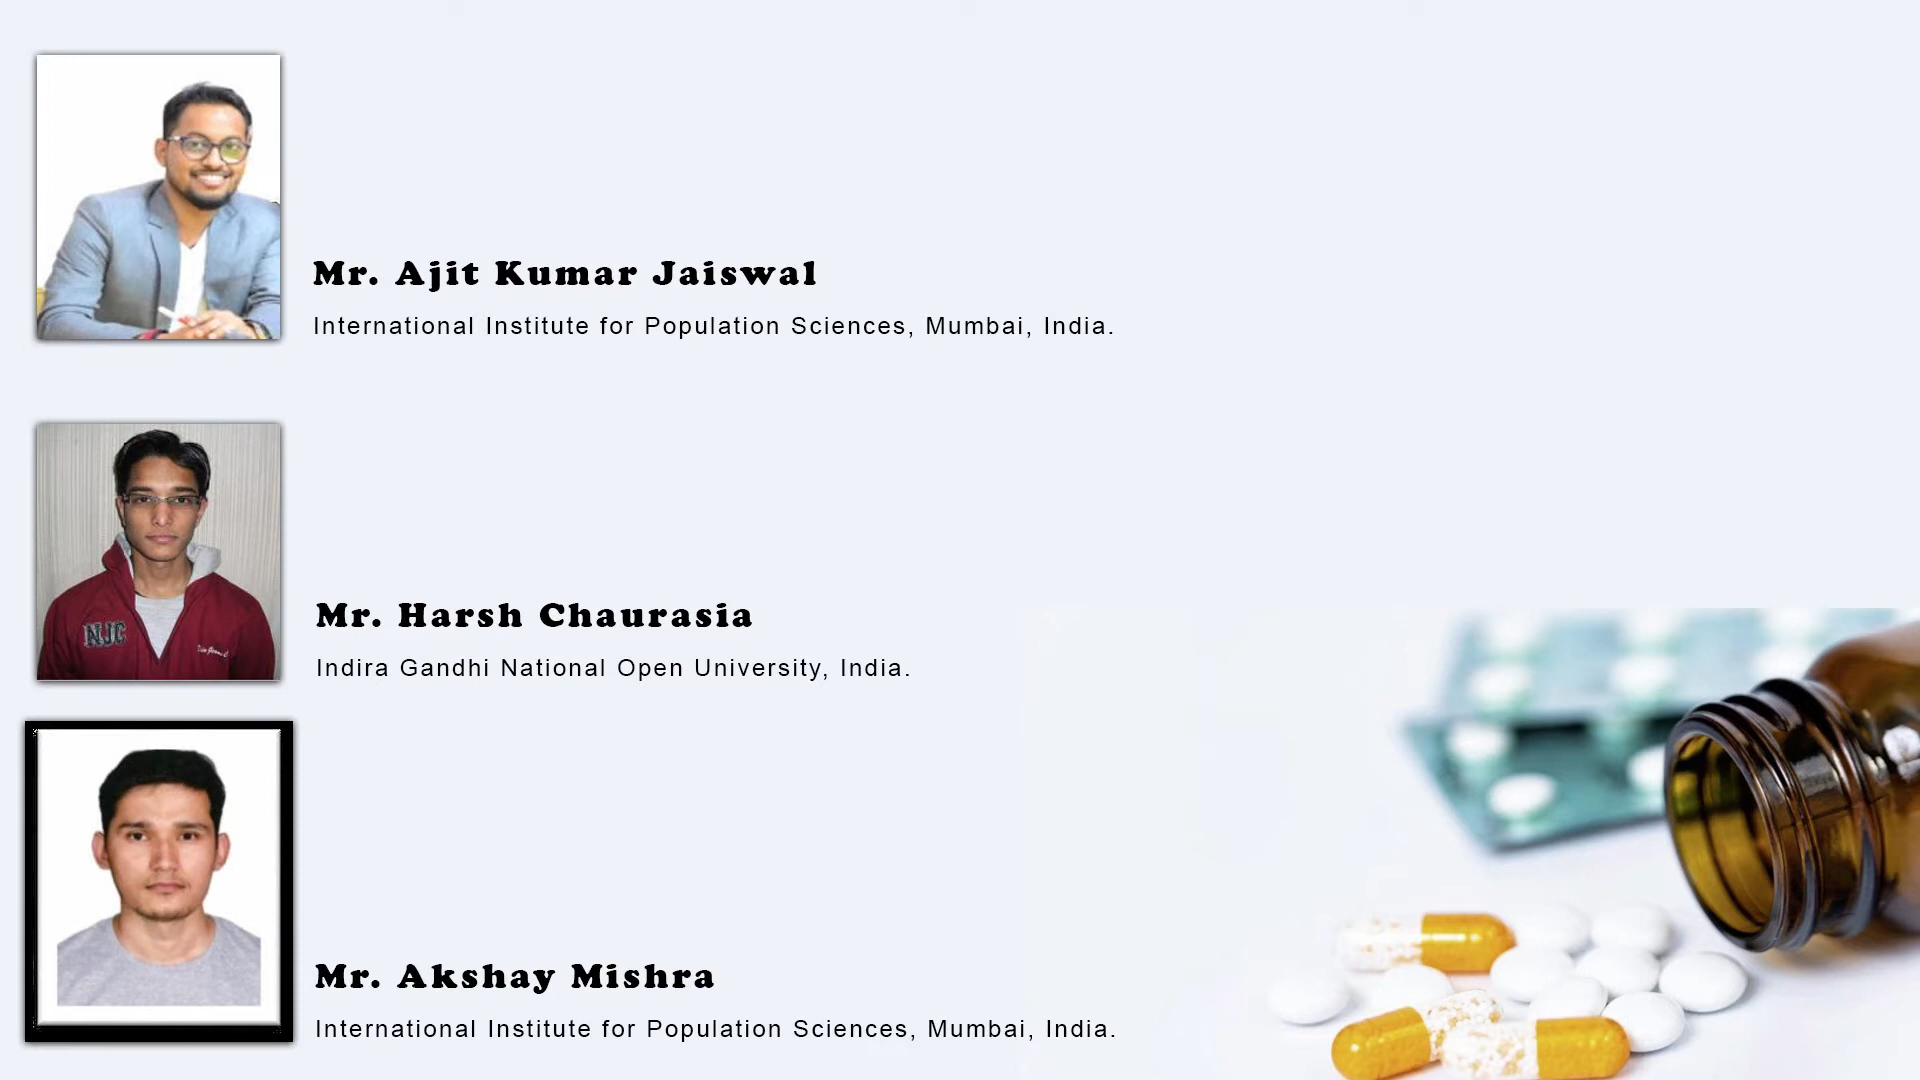 Mr. Ajit Kumar Jaiswal
International Institute for Population Sciences, Mumbai, India.
NJC
Mr. Harsh Chaurasia
Indira Gandhi National Open University, India.
Mr. Akshay Mishra
International Institute for Population Sciences, Mumbai, India.